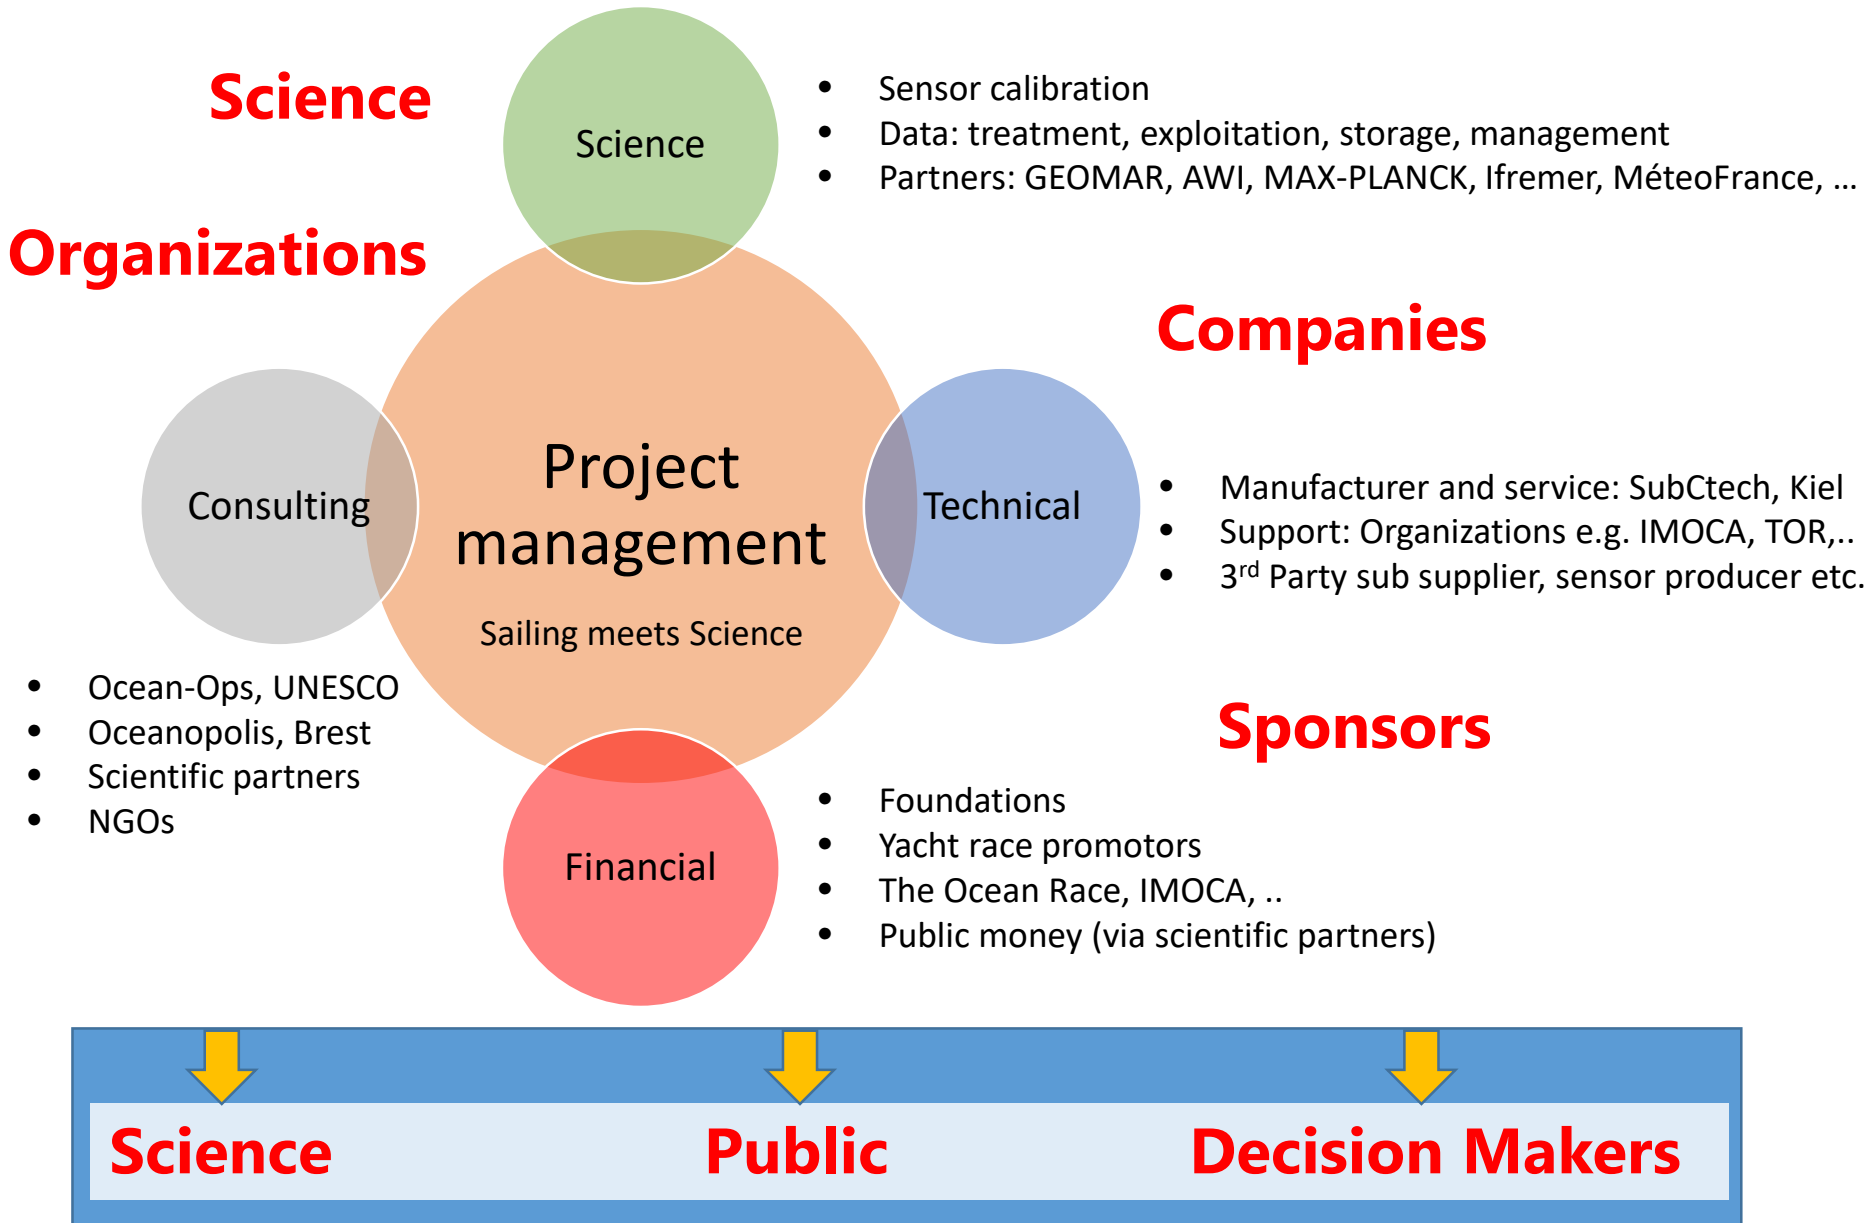 Science
Science
• Sensor calibration
• Data: treatment, exploitation, storage, management
• Partners: GEOMAR, AWI, MAX-PLANCK, Ifremer, MéteoFrance, ...
Organizations
Companies
Consulting
Project
management
Sailing meets Science
Technical
• Manufacturer and service: SubCtech, Kiel
• Support: Organizations e.g. IMOCA, TOR,..
• 3rd Party sub supplier, sensor producer etc.
• Ocean-Ops, UNESCO
• Oceanopolis, Brest
• Scientific partners
• NGOs
Sponsors
Financial
• Foundations
• Yacht race promotors
• The Ocean Race, IMOCA, ..
• Public money (via scientific partners)
Science
Public
Decision Makers